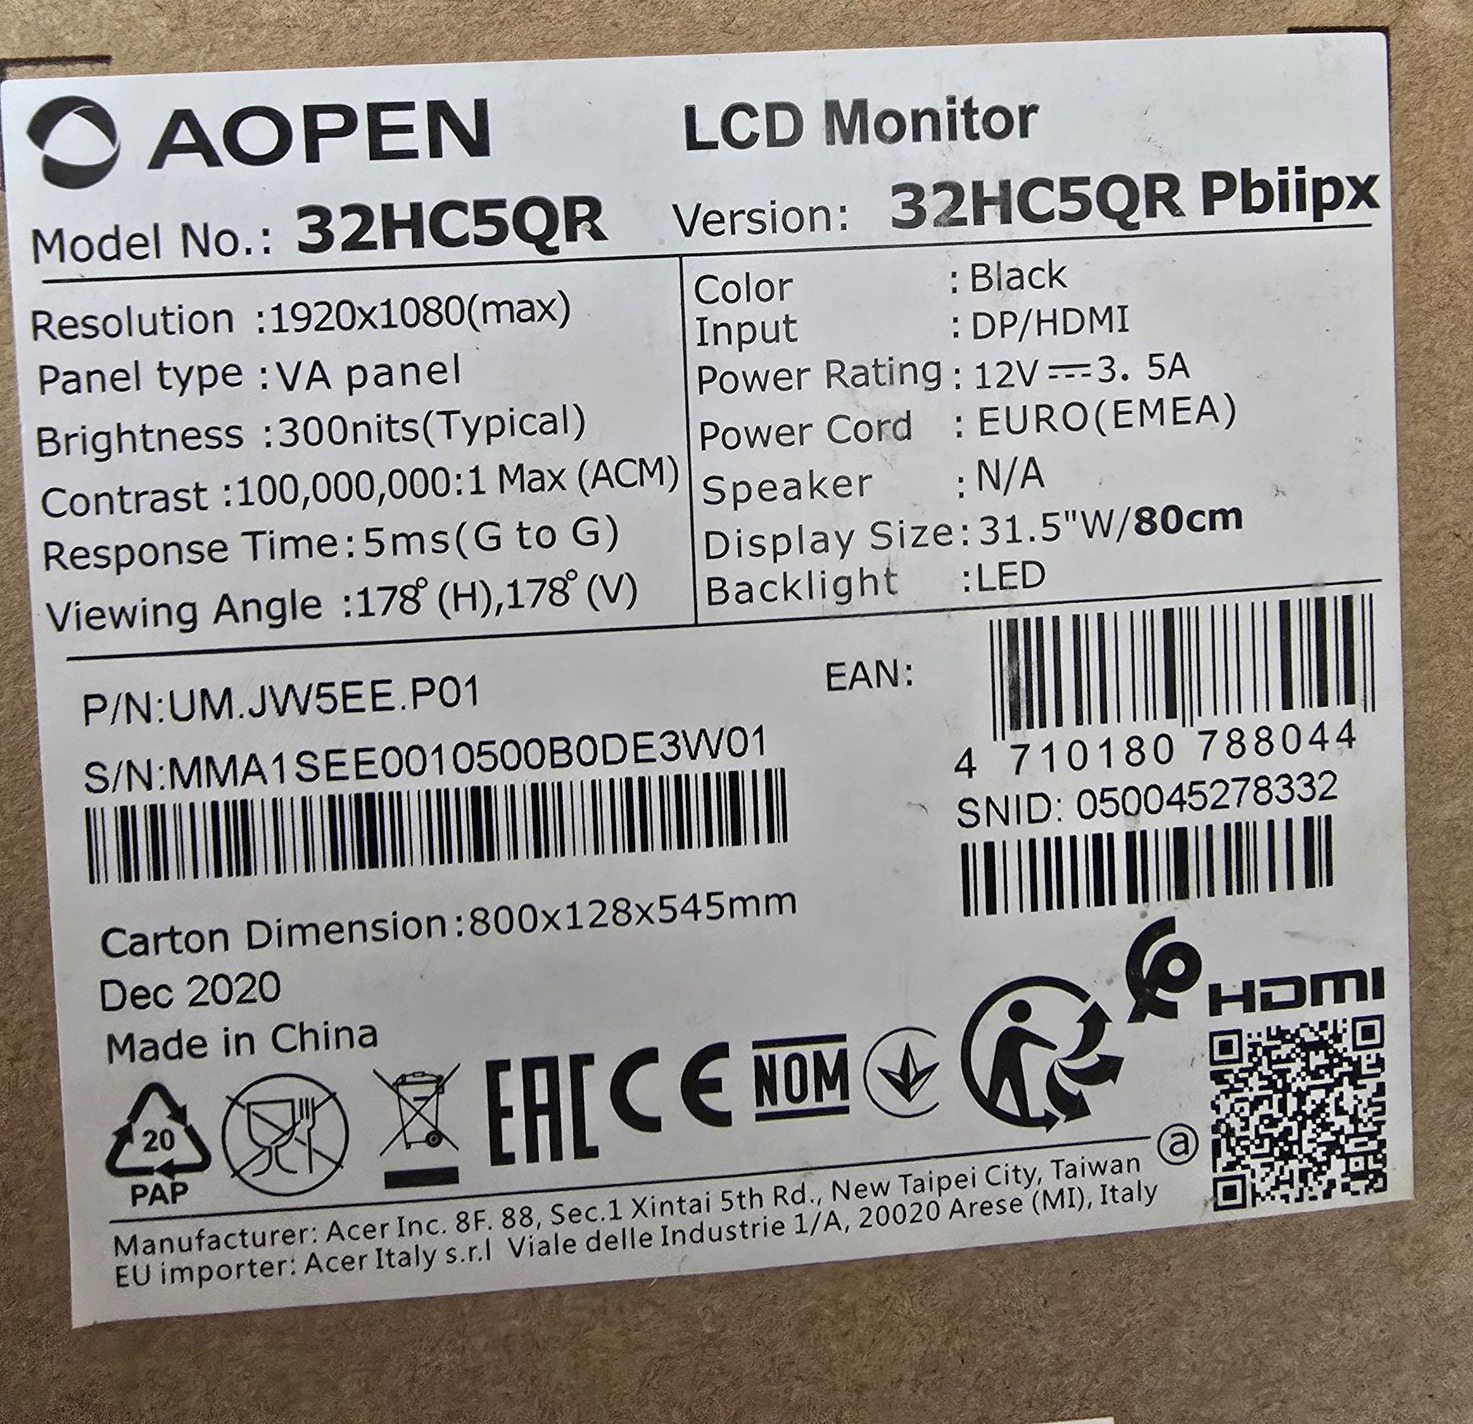 AOPEN LCD Monitor
Model No.: 32HC5QR Version: 32HC5QR Pbiipx
Resolution :1920x1080(max)
Panel type :VA panel
Brightness :300nits(Typical)
Contrast :100,000,000:1 Max (ACM)
Response Time:5ms(G to G)
Viewing Angle :178°(H),178°(V)
Color : Black
Input : DP/HDMI
Power Rating : 12V⎓3. 5A
Power Cord : EURO(EMEA)
Speaker : N/A
Display Size:31.5"W/80cm
Backlight :LED
P/N:UM.JW5EE.P01
S/N:MMA1SEE0010500B0DE3W01
EAN:
4 710180 788044
SNID: 050045278332
Carton Dimension:800x128x545mm
Dec 2020
Made in China
HDMI
20
PAP
EAC CE NOM
a
Manufacturer: Acer Inc. 8F. 88, Sec.1 Xintai 5th Rd., New Taipei City, Taiwan
EU importer: Acer Italy s.r.l Viale delle Industrie 1/A, 20020 Arese (MI), Italy